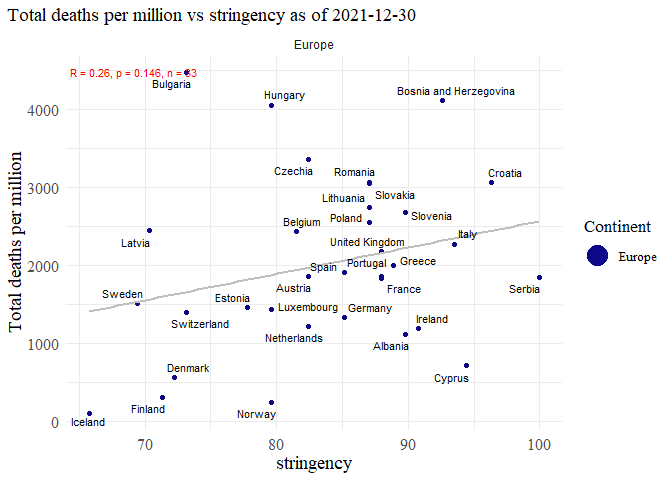 Total deaths per million vs stringency as of 2021-12-30
Europe
R = 0.26, p = 0.146, n = 33
Bulgaria
Hungary
Bosnia and Herzegovina
Czechia
Romania
Croatia
Lithuania
Slovakia
Poland
Slovenia
Belgium
Italy
Latvia
United Kingdom
Spain
Portugal
Greece
Austria
France
Serbia
Sweden
Estonia
Luxembourg
Germany
Switzerland
Ireland
Netherlands
Albania
Denmark
Cyprus
Finland
Norway
Iceland
4000
3000
2000
1000
0
70
80
90
100
Total deaths per million
stringency
Continent
Europe